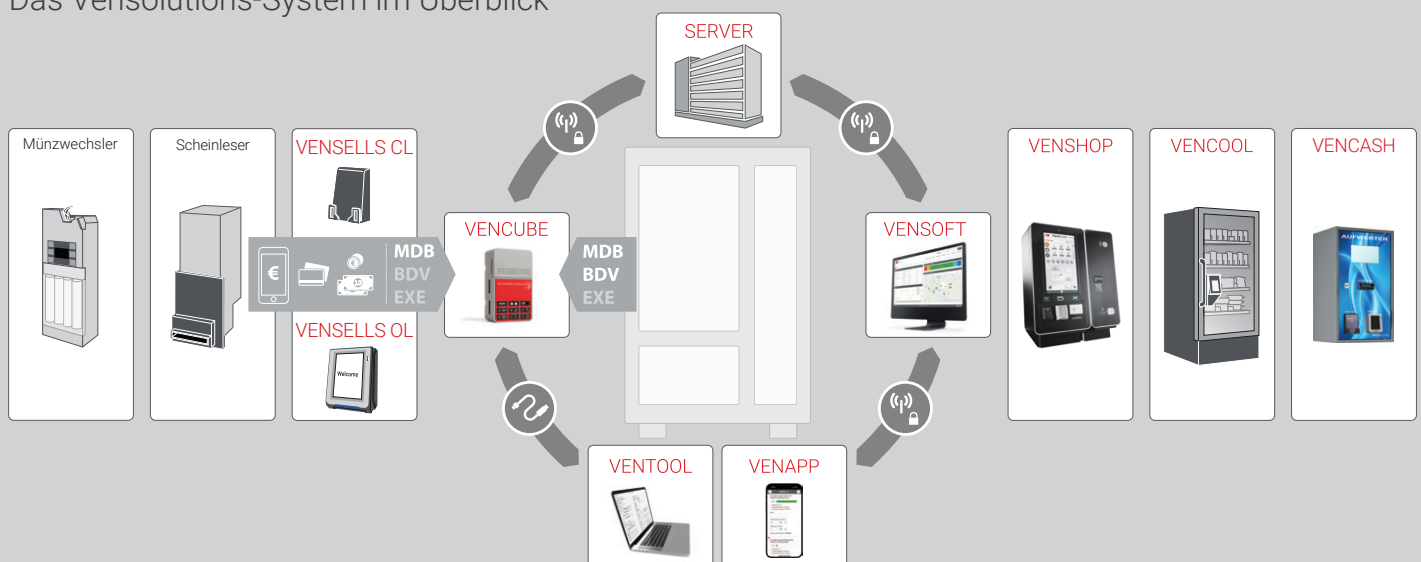 Das Vensolutions-System im Überblick
SERVER
Münzwechsler
Scheinleser
VENSELLS CL
VENSHOP
VENCOOL
VENCASH
AUFWERTER
VENCUBE
VENSOFT
€
MDB
BDV
EXE
MDB
BDV
EXE
VENSELLS OL
Welcome
VENTOOL
VENAPP